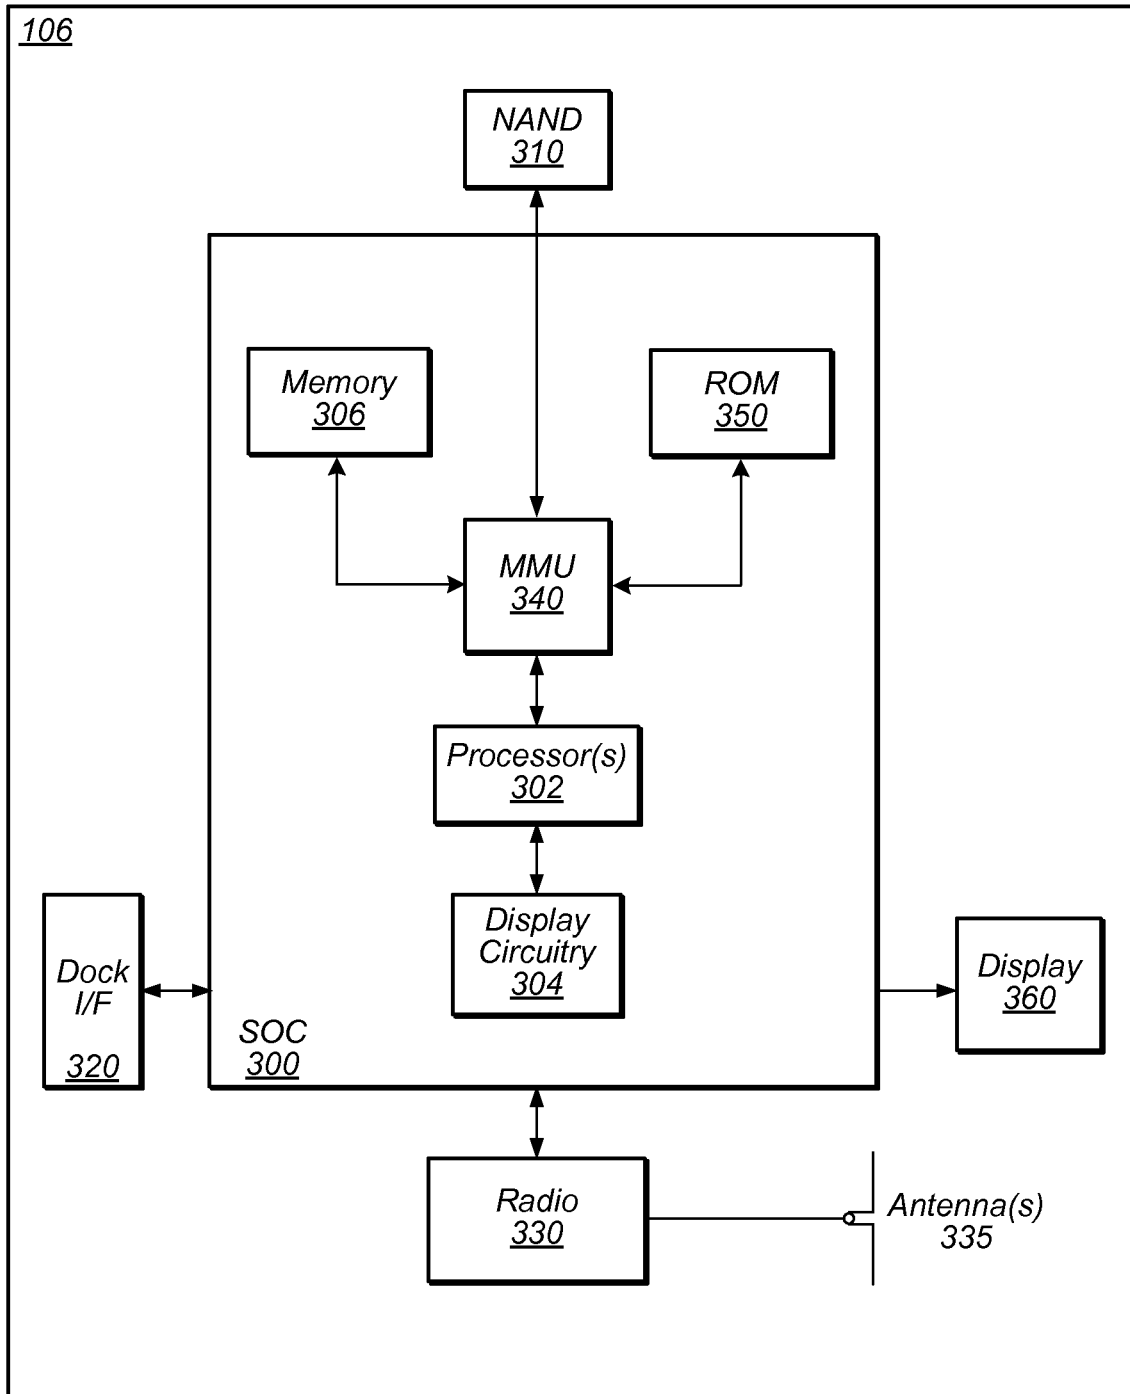 106
NAND
310
Memory
306
ROM
350
MMU
340
Processor(s)
302
Display
Circuitry
304
Dock
I/F
320
SOC
300
Display
360
Radio
330
Antenna(s)
335